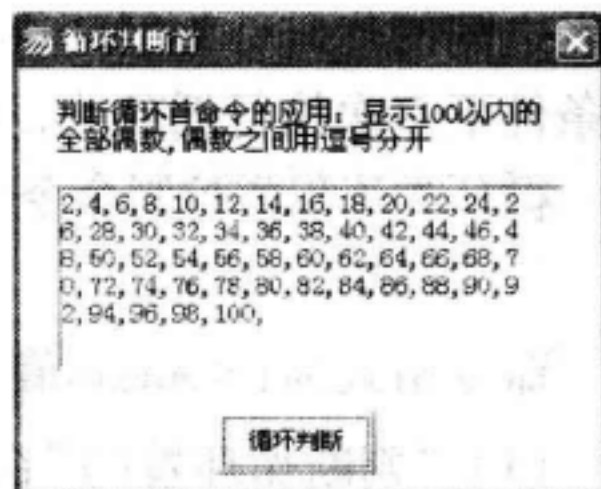 易 循环判断首
判断循环首命令的应用：显示100以内的
全部偶数,偶数之间用逗号分开
2,4,6,8,10,12,14,16,18,20,22,24,2
6,28,30,32,34,36,38,40,42,44,46,4
8,50,52,54,56,58,60,62,64,66,68,7
0,72,74,76,78,80,82,84,86,88,90,9
2,94,96,98,100,
循环判断